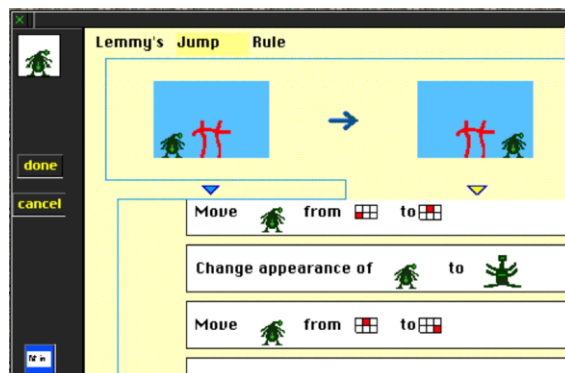 Lemmy's Jump Rule
done
cancel
Move from to
Change appearance of to
Move from to